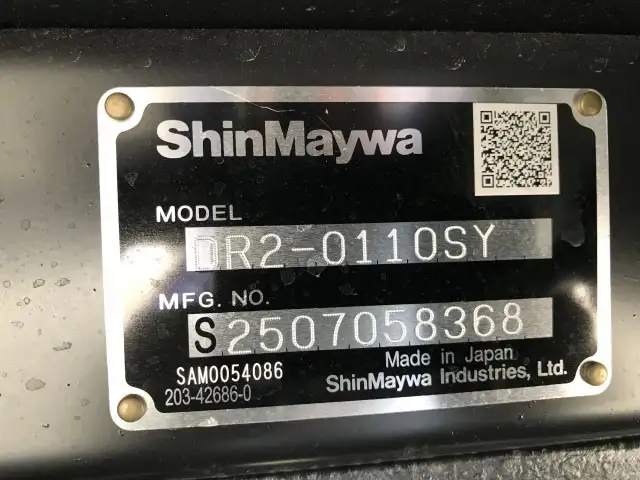 ShinMaywa
MODEL
DR2-0110SY
MFG. NO.
S2507058368
SAM0054086
Made in Japan
203-42686-0
ShinMaywa Industries, Ltd.